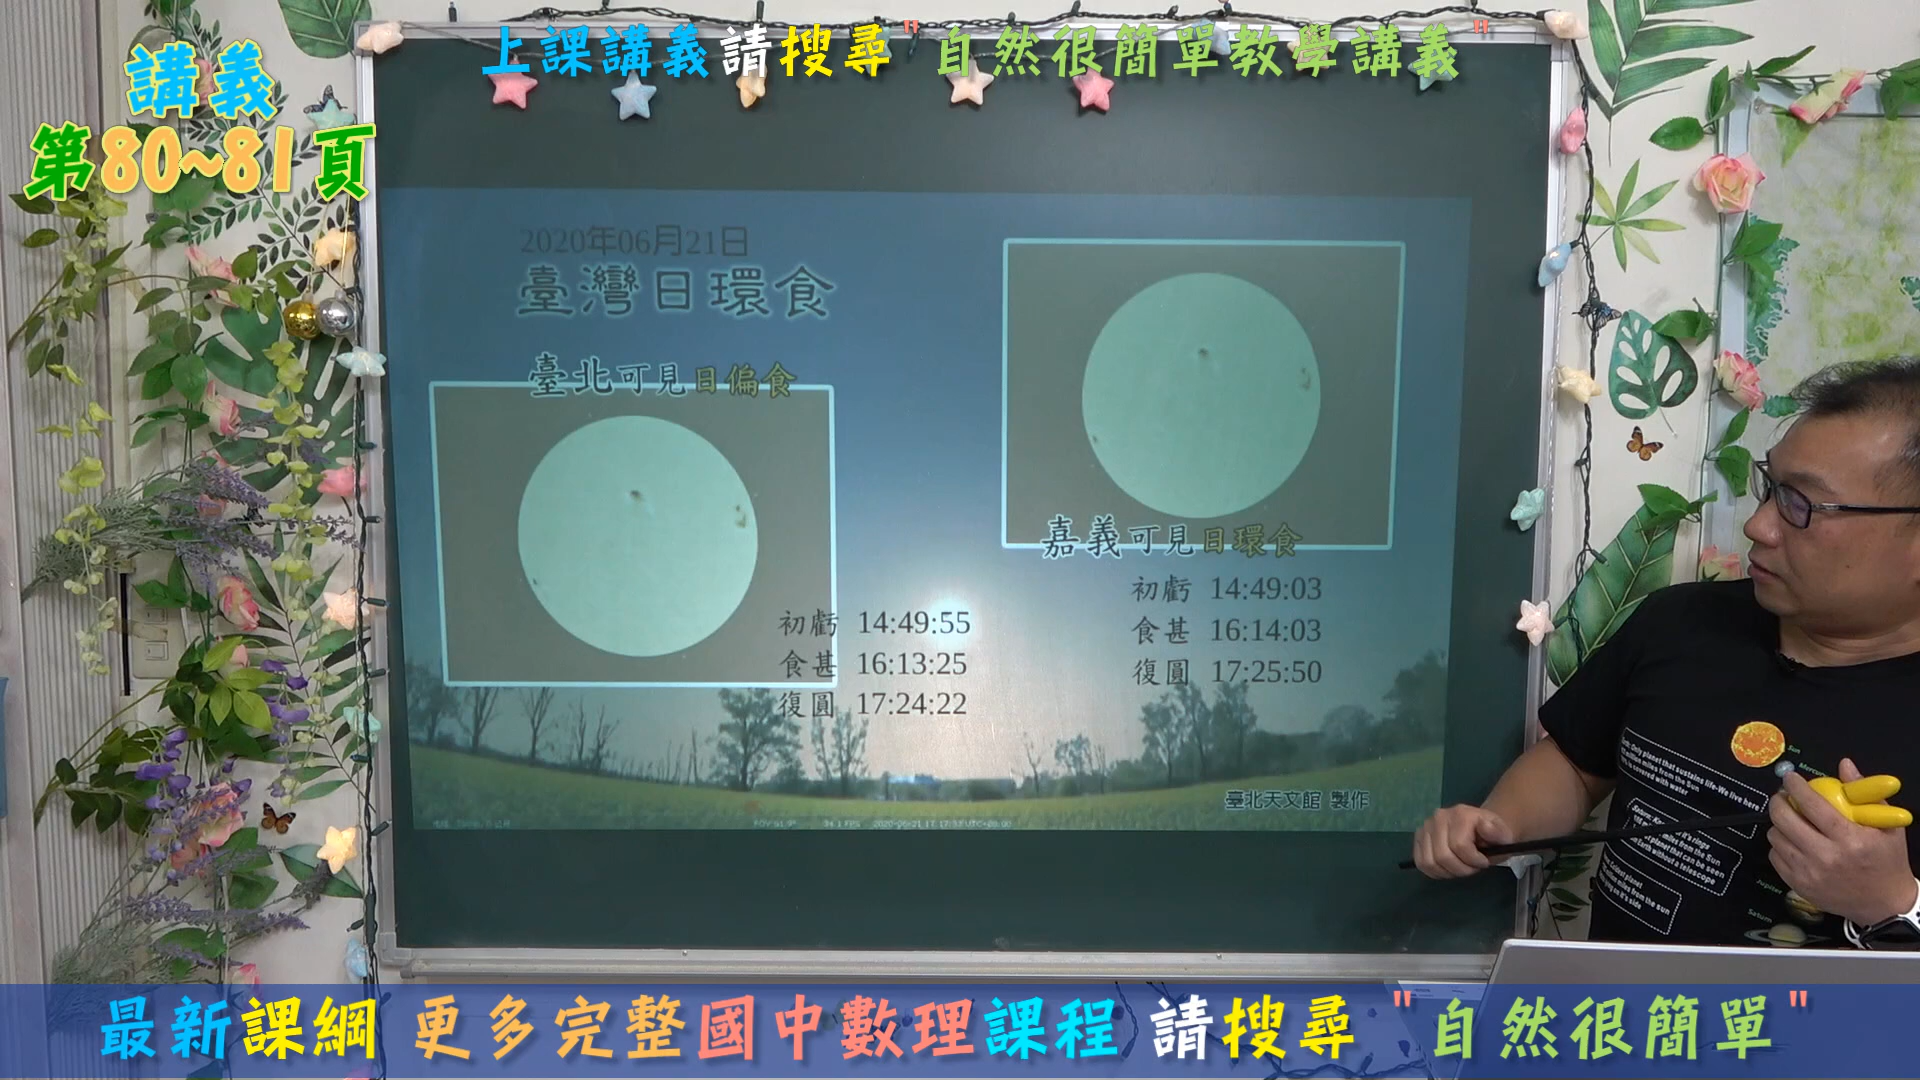 上課講義請搜尋"自然很簡單教學講義"
講義
第80~81頁
2020年06月21日
臺灣日環食
臺北可見日偏食
初虧 14:49:55
食甚 16:13:25
復圓 17:24:22
嘉義可見日環食
初虧 14:49:03
食甚 16:14:03
復圓 17:25:50
臺北天文館 製作
Sun
Mercury
Jupiter
Saturn
最新課綱 更多完整國中數理課程 請搜尋"自然很簡單"